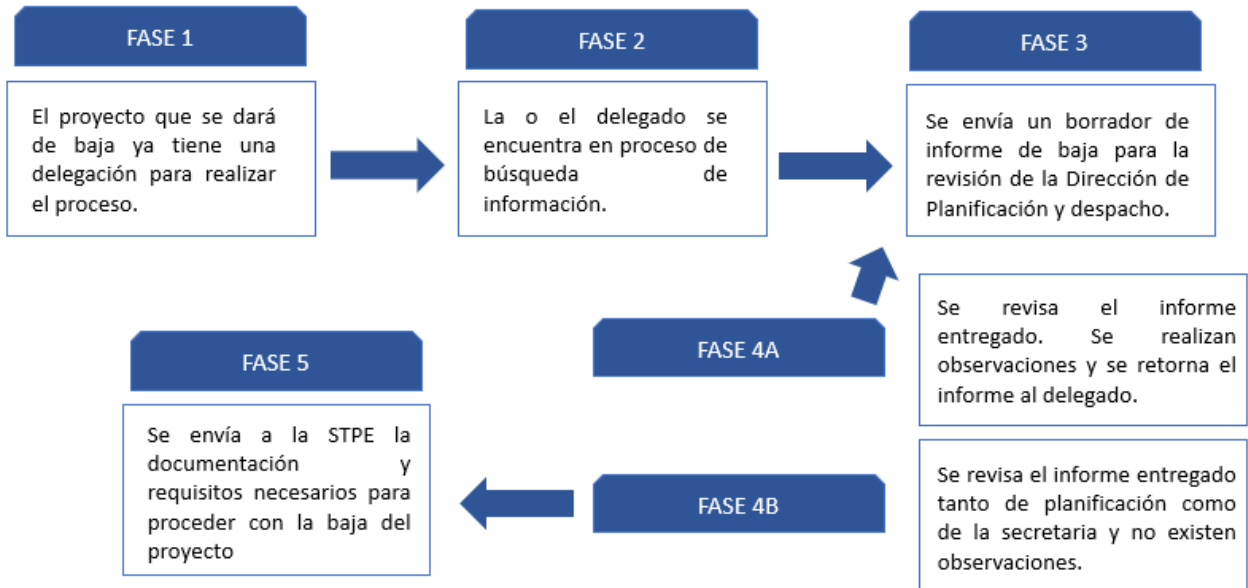 FASE 1
El proyecto que se dará
de baja ya tiene una
delegación para realizar
el proceso.
FASE 2
La o el delegado se
encuentra en proceso de
búsqueda de
información.
FASE 3
Se envía un borrador de
informe de baja para la
revisión de la Dirección de
Planificación y despacho.
FASE 4A
Se revisa el informe
entregado. Se realizan
observaciones y se retorna el
informe al delegado.
FASE 4B
Se revisa el informe entregado
tanto de planificación como
de la secretaria y no existen
observaciones.
FASE 5
Se envía a la STPE la
documentación y
requisitos necesarios para
proceder con la baja del
proyecto